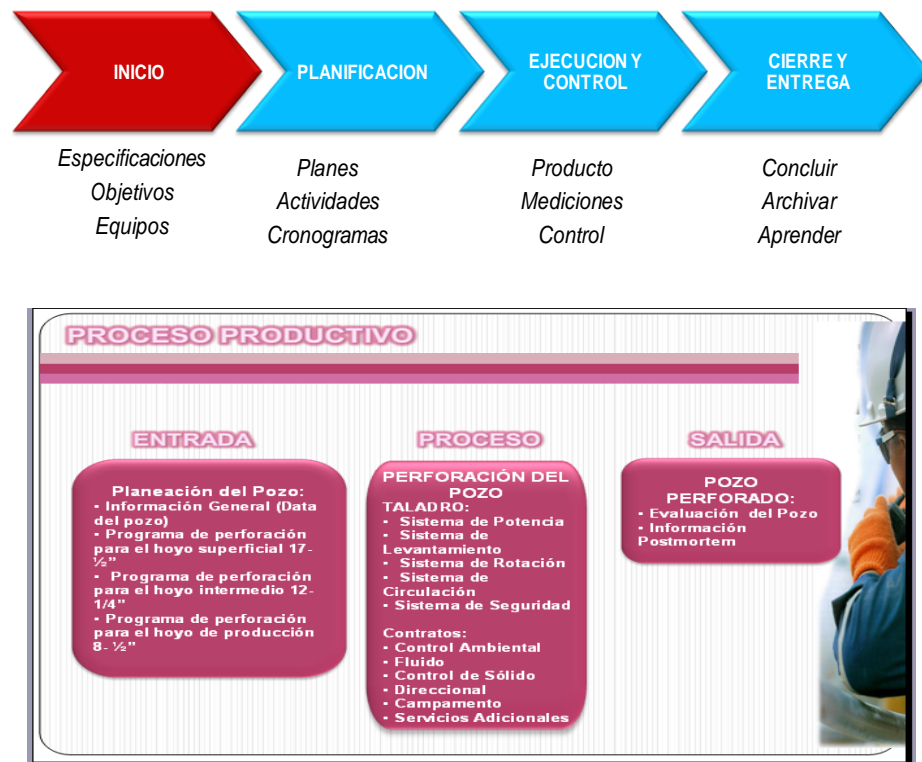 INICIO
PLANIFICACION
EJECUCION Y
CONTROL
CIERRE Y
ENTREGA
Especificaciones
Objetivos
Equipos
Planes
Actividades
Cronogramas
Producto
Mediciones
Control
Concluir
Archivar
Aprender
PROCESO PRODUCTIVO
ENTRADA
Planeación del Pozo:
- Información General (Data
del pozo)
- Programa de perforación
para el hoyo superficial 17-
½"
- Programa de perforación
para el hoyo intermedio 12-
1/4"
- Programa de perforación
para el hoyo de producción
8- ½"
PROCESO
PERFORACIÓN DEL
POZO
TALADRO:
- Sistema de Potencia
- Sistema de
Levantamiento
- Sistema de Rotación
- Sistema de
Circulación
- Sistema de Seguridad
Contratos:
- Control Ambiental
- Fluido
- Control de Sólido
- Direccional
- Campamento
- Servicios Adicionales
SALIDA
POZO
PERFORADO:
- Evaluación del Pozo
- Información
Postmortem